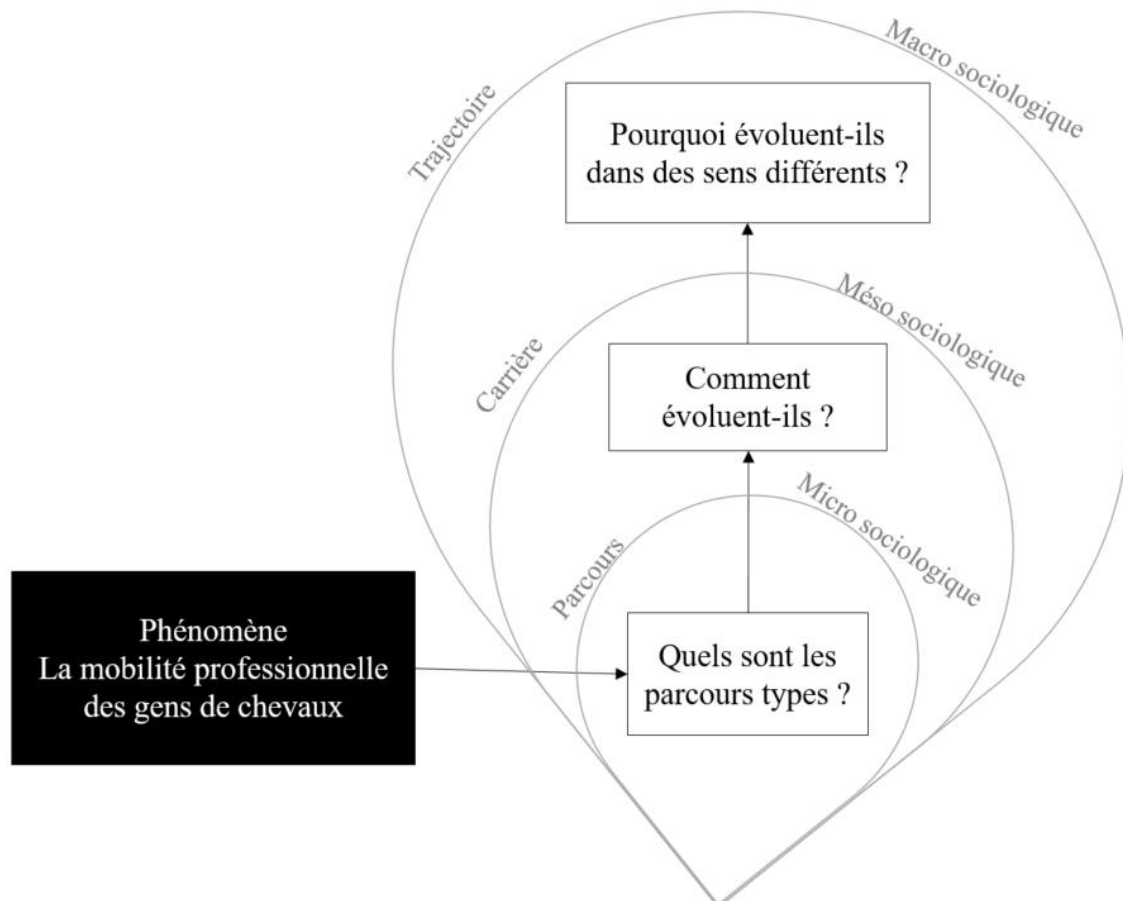 Trajectoire
Macro sociologique
Pourquoi évoluent-ils
dans des sens différents ?
Carrière
Méso sociologique
Comment
évoluent-ils ?
Parcours
Micro sociologique
Phénomène
La mobilité professionnelle
des gens de chevaux
Quels sont les
parcours types ?